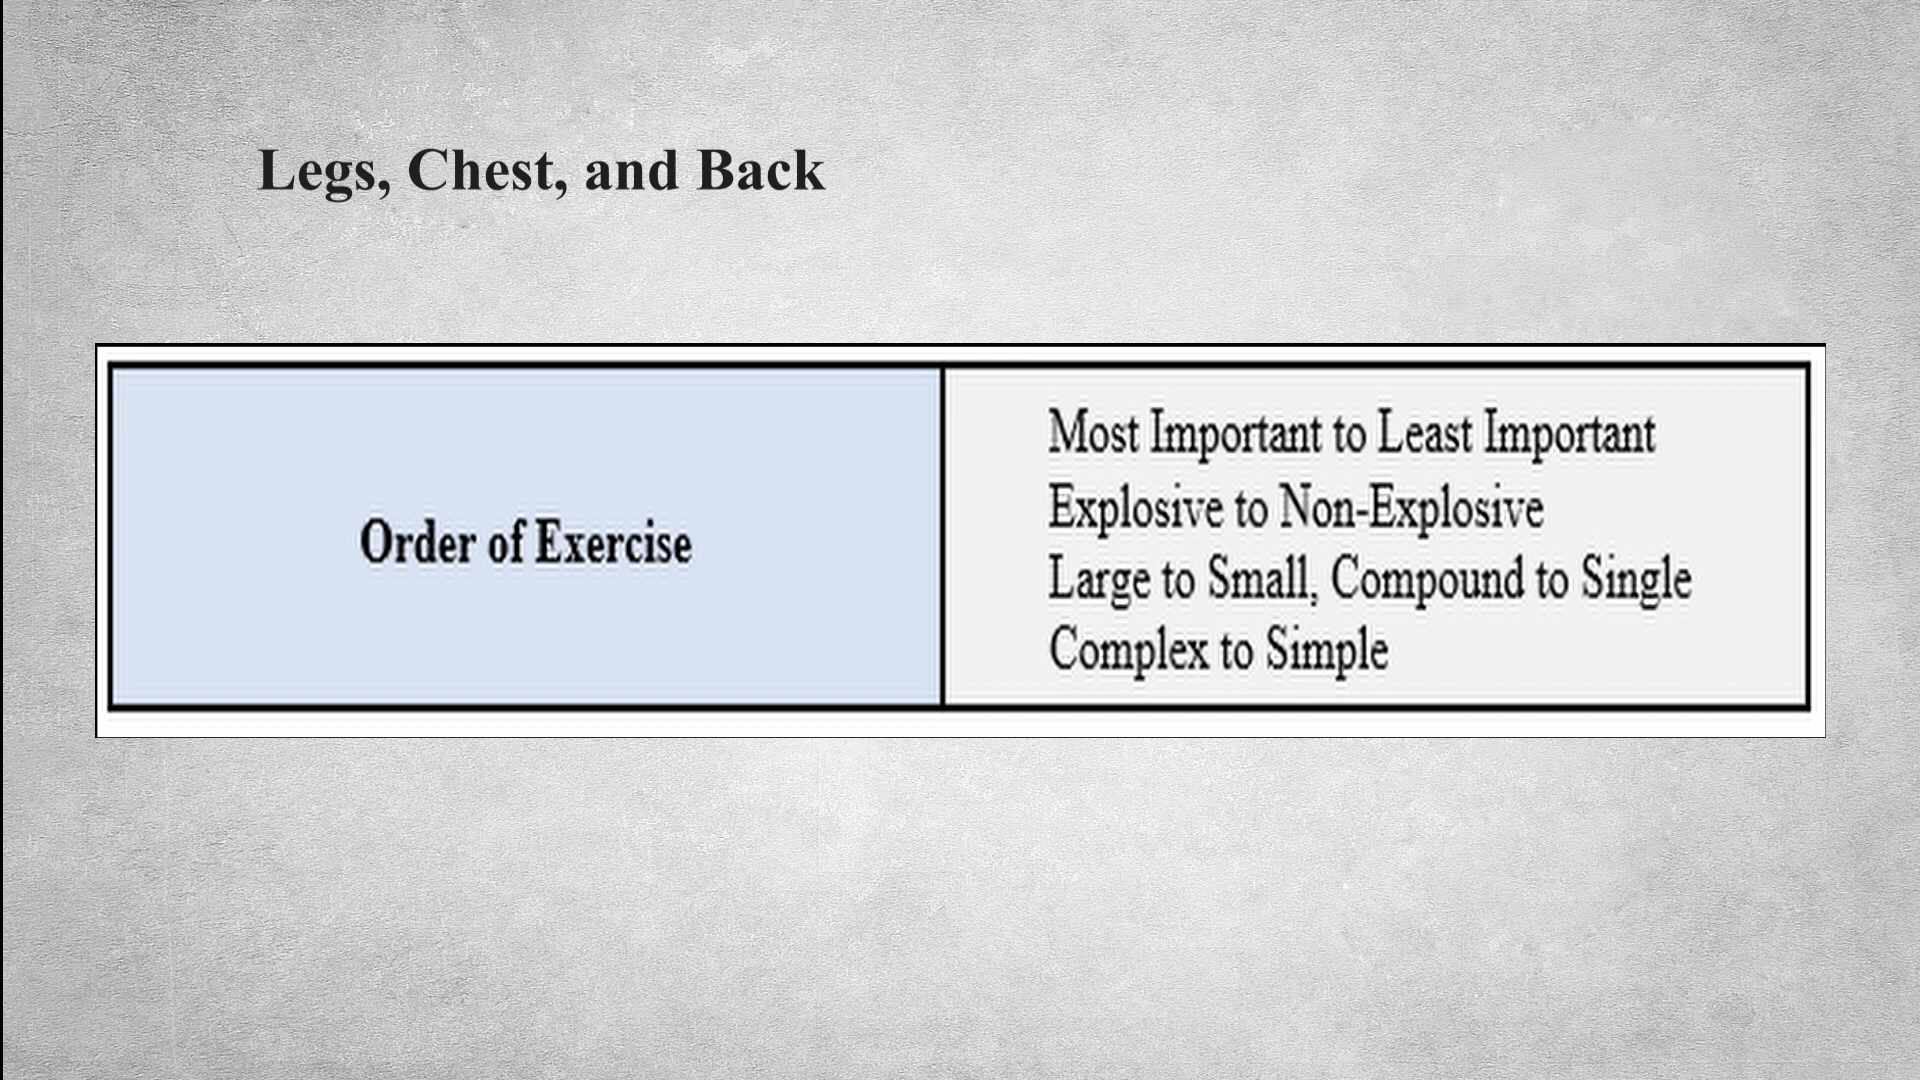 Legs, Chest, and Back
Order of Exercise
Most Important to Least Important
Explosive to Non-Explosive
Large to Small, Compound to Single
Complex to Simple